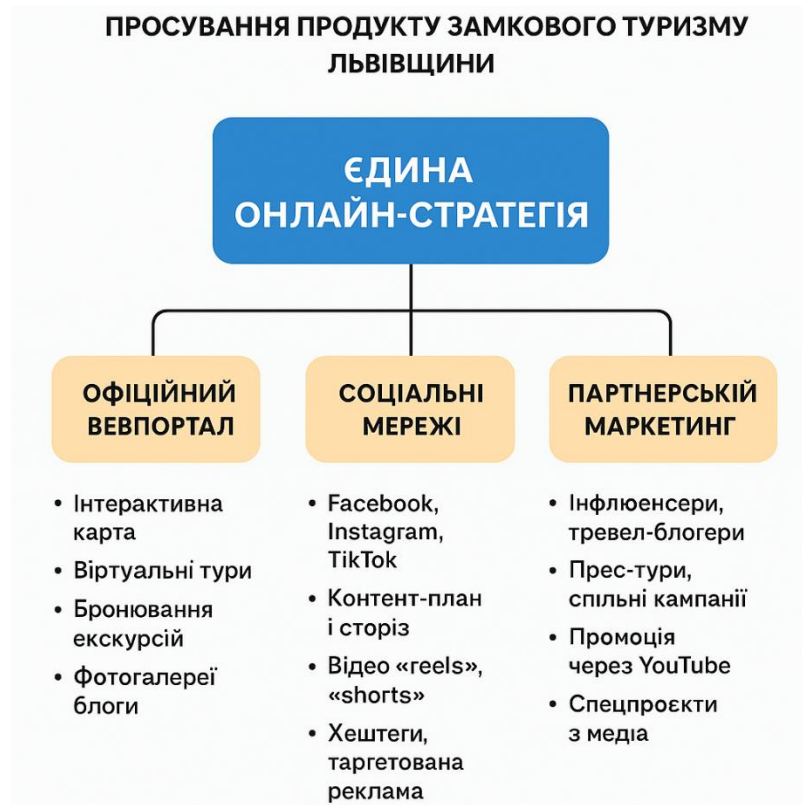 ПРОСУВАННЯ ПРОДУКТУ ЗАМКОВОГО ТУРИЗМУ
ЛЬВІВЩИНИ
ЄДИНА
ОНЛАЙН-СТРАТЕГІЯ
ОФІЦІЙНИЙ
ВЕВПОРТАЛ
• Інтерактивна
карта
• Віртуальні тури
• Бронювання
екскурсій
• Фотогалереї
блоги
СОЦІАЛЬНІ
МЕРЕЖІ
• Facebook,
Instagram,
TikTok
• Контент-план
і сторіз
• Відео «reels»,
«shorts»
• Хештеги,
таргетована
реклама
ПАРТНЕРСЬКІЙ
МАРКЕТИНГ
• Інфлюенсери,
тревел-блогери
• Прес-тури,
спільні кампанії
• Промоція
через YouTube
• Спецпроєкти
з медіа